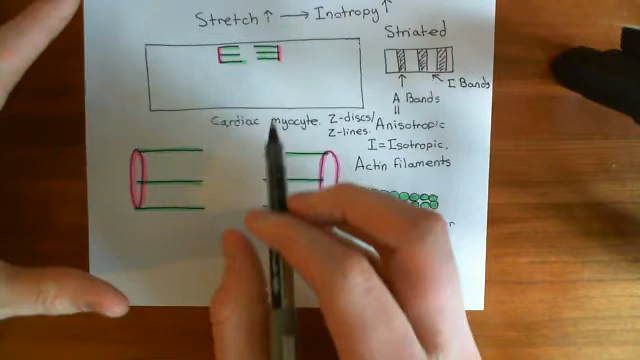 Stretch ↑ → Inotropy ↑
Striated
I Bands
A Bands
=
Anisotropic
I = Isotropic.
Cardiac myocyte.
Z-discs/
Z-lines.
Actin filaments